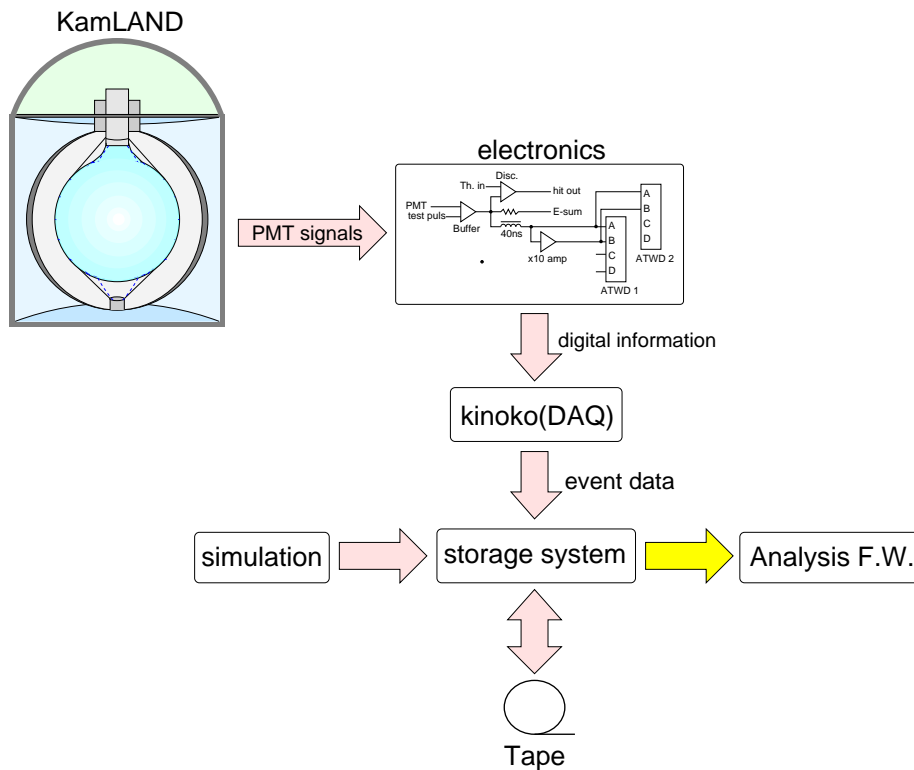 KamLAND
electronics
Disc.
Th. in
hit out
PMT
test puls
E-sum
Buffer
40ns
x10 amp
A
B
C
D
ATWD 1
A
B
C
D
ATWD 2
PMT signals
digital information
kinoko(DAQ)
event data
simulation
storage system
Analysis F.W.
Tape